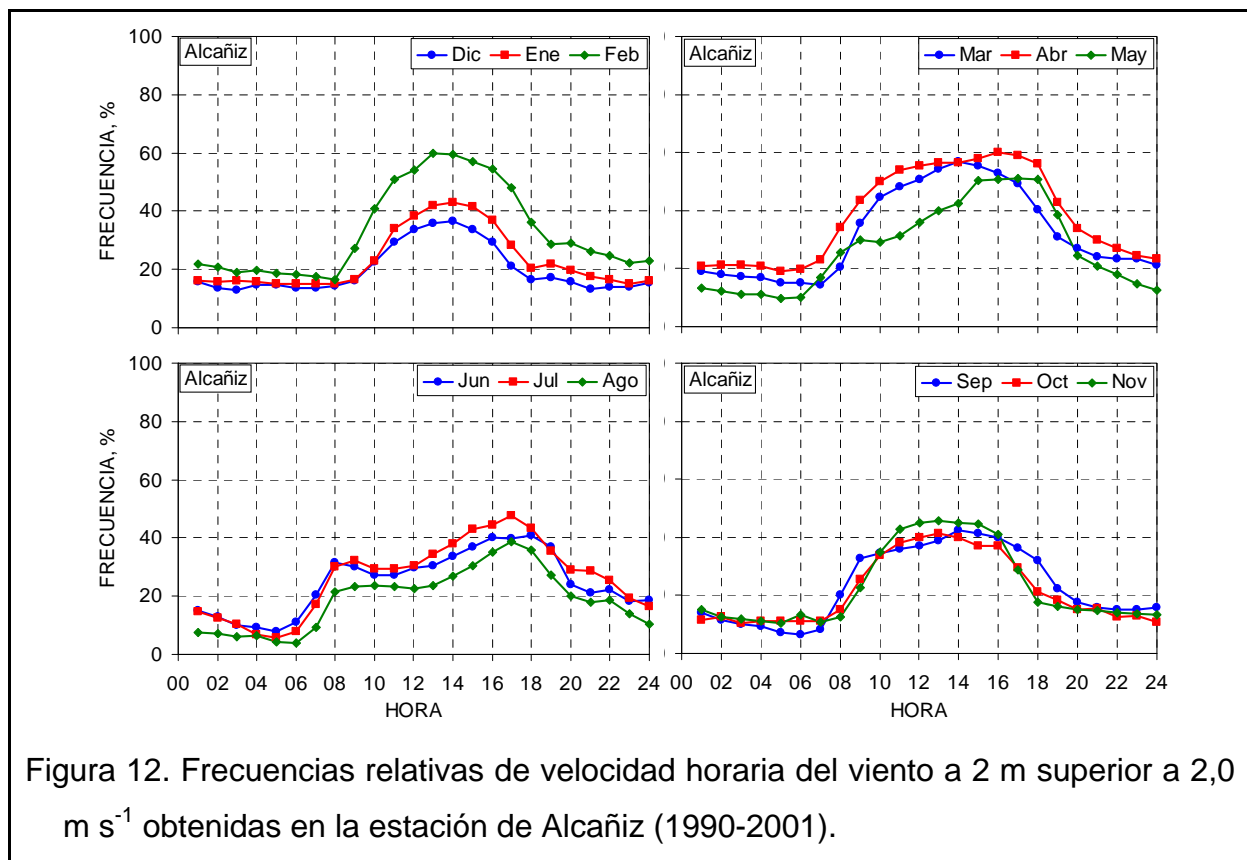 Alcañiz
Dic Ene Feb
FRECUENCIA, %
100
80
60
40
20
0
Alcañiz
Mar Abr May
Alcañiz
Jun Jul Ago
FRECUENCIA, %
100
80
60
40
20
0
00 02 04 06 08 10 12 14 16 18 20 22 24
HORA
Alcañiz
Sep Oct Nov
00 02 04 06 08 10 12 14 16 18 20 22 24
HORA
Figura 12. Frecuencias relativas de velocidad horaria del viento a 2 m superior a 2,0
m s⁻¹ obtenidas en la estación de Alcañiz (1990-2001).